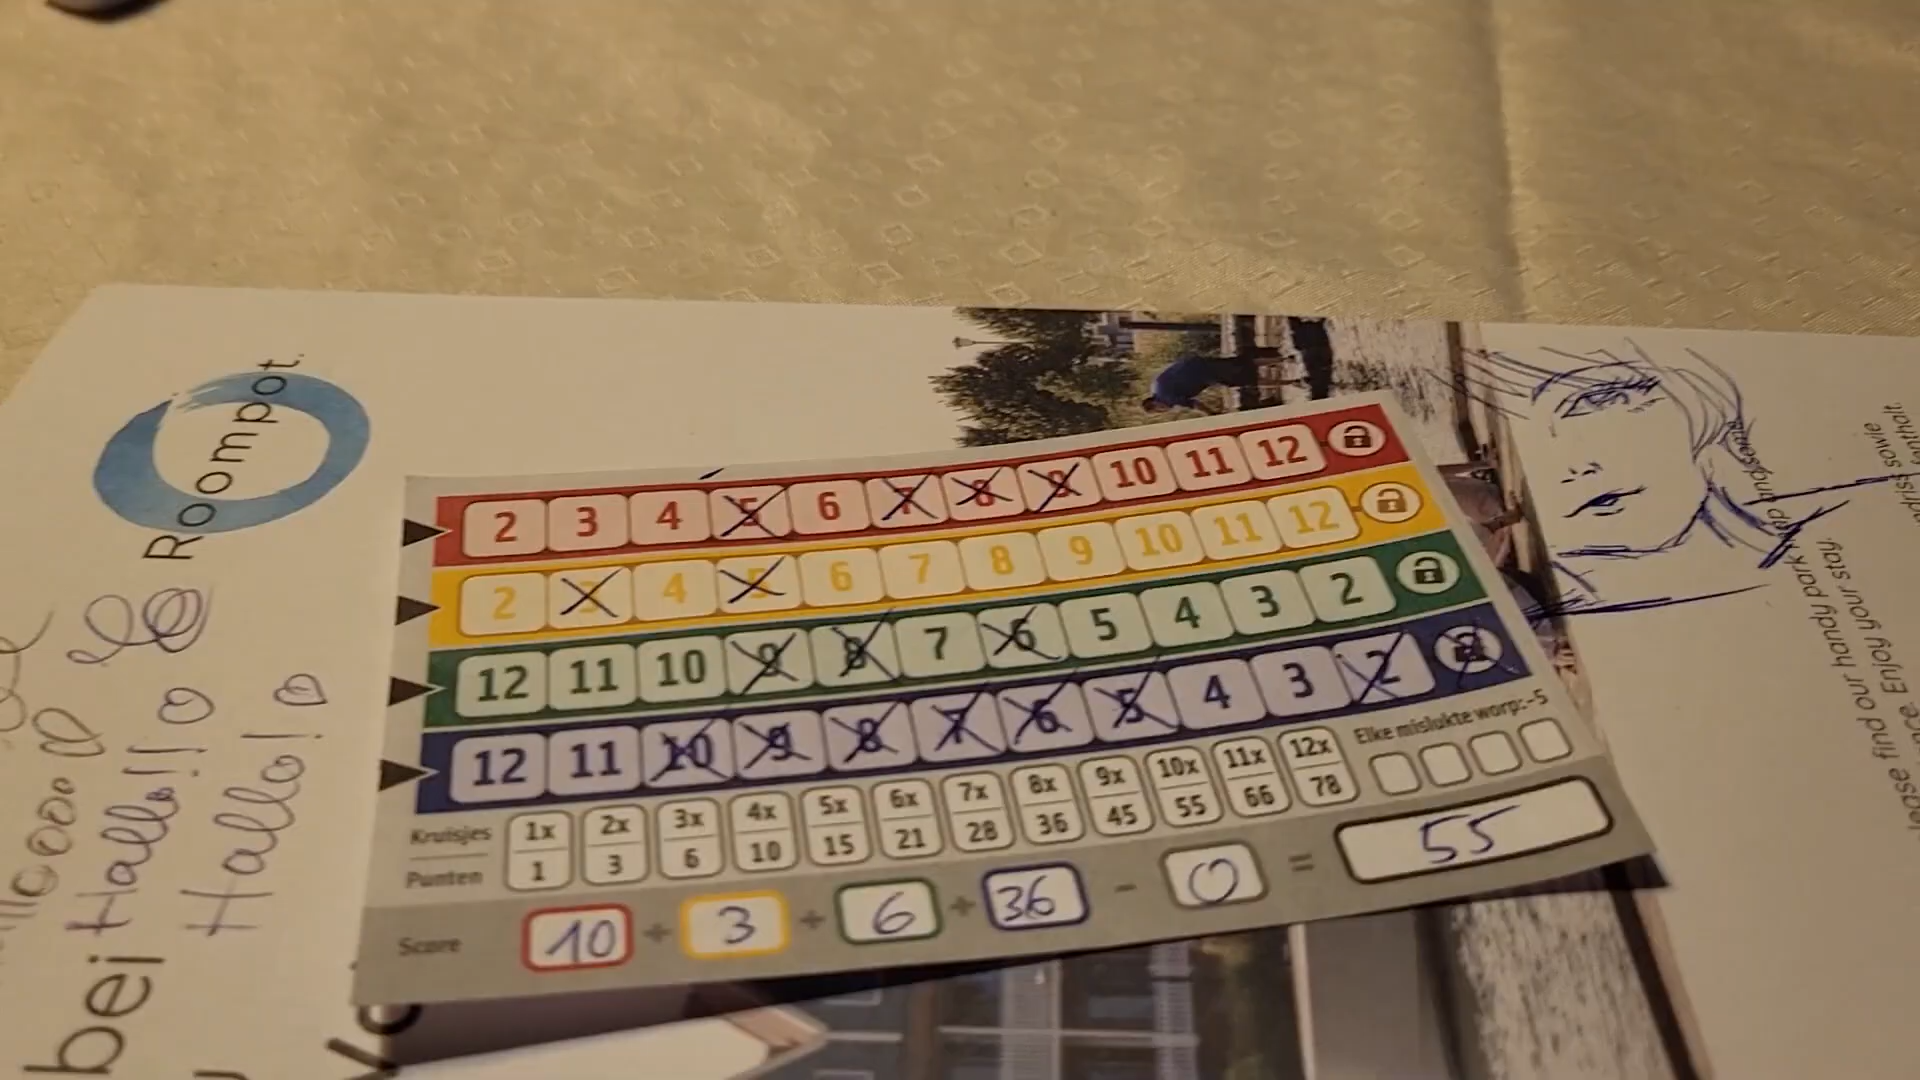 Roompot.
Hallo!!
Hallo!
bei
2 3 4 5 6 7 8 9 10 11 12
2 3 4 5 6 7 8 9 10 11 12
12 11 10 9 8 7 6 5 4 3 2
12 11 10 9 8 7 6 5 4 3 2
Elke mislukte worp:-5
Kruisjes 1x 2x 3x 4x 5x 6x 7x 8x 9x 10x 11x 12x
Punten 1 3 6 10 15 21 28 36 45 55 66 78
Score 10 + 3 + 6 + 36 - 0 = 55
find our handy park
Enjoy your stay.
sowie